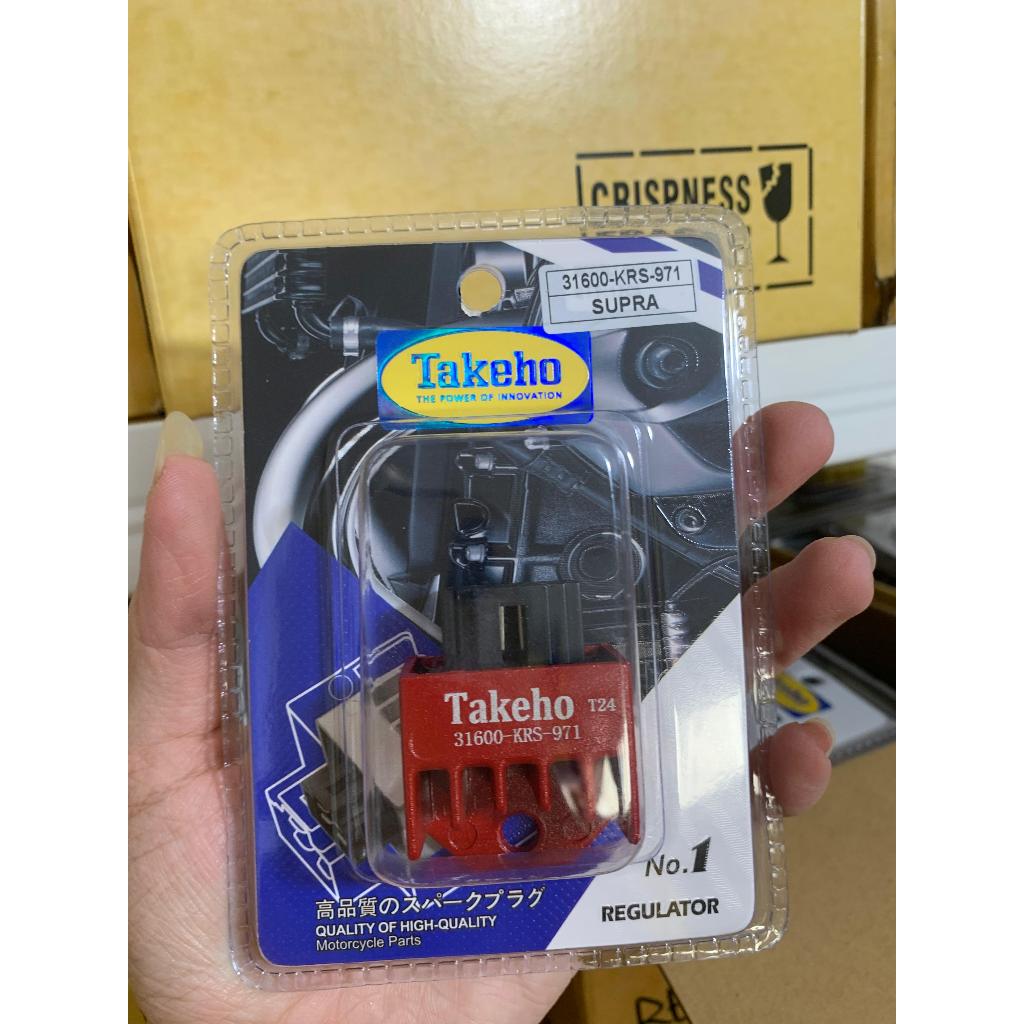 CRISPNESS
31600-KRS-971
SUPRA
Takeho
THE POWER OF INNOVATION
Takeho T24
31600-KRS-971
No.1
REGULATOR
高品質のスパークプラグ
QUALITY OF HIGH-QUALITY
Motorcycle Parts